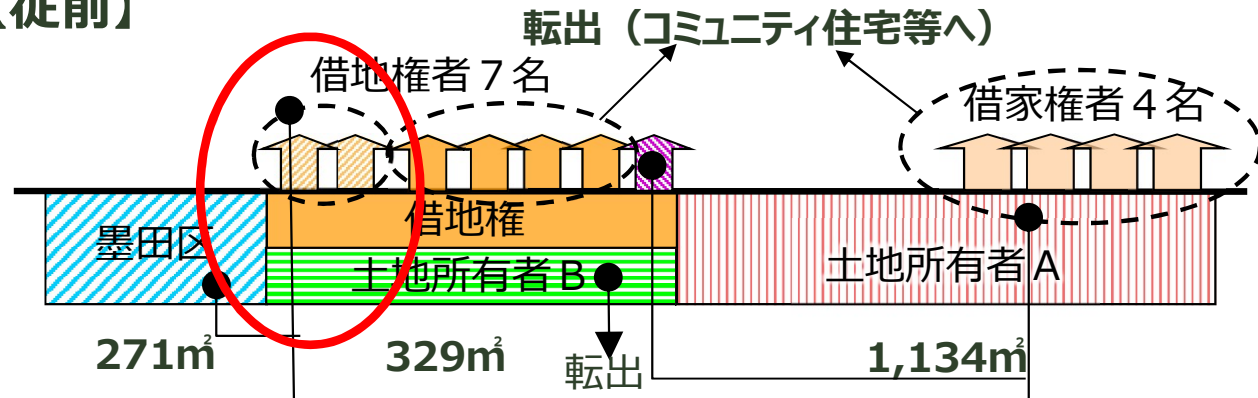 【従前】
転出（コミュニティ住宅等へ）
借地権者７名
借家権者４名
墨田区
借地権
土地所有者Ｂ
土地所有者Ａ
271㎡
329㎡
転出
1,134㎡